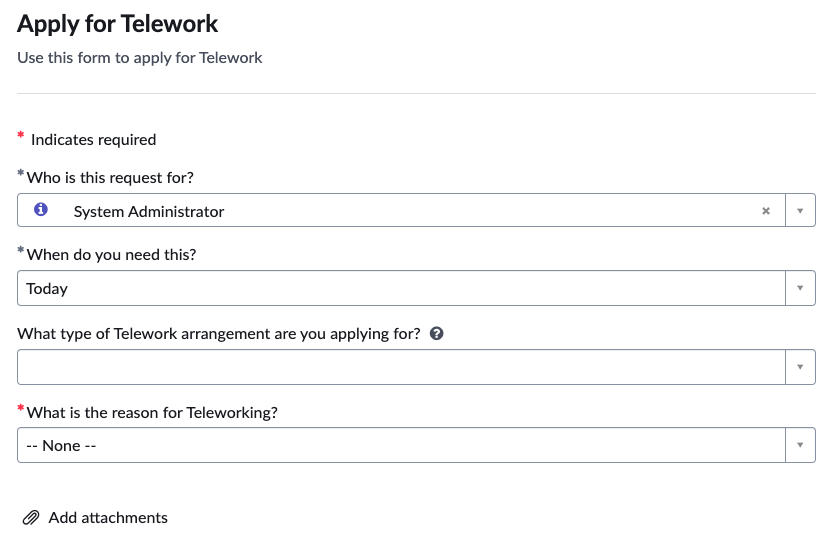 Apply for Telework
Use this form to apply for Telework
* Indicates required
*Who is this request for?
System Administrator
*When do you need this?
Today
What type of Telework arrangement are you applying for?
*What is the reason for Teleworking?
-- None --
Add attachments